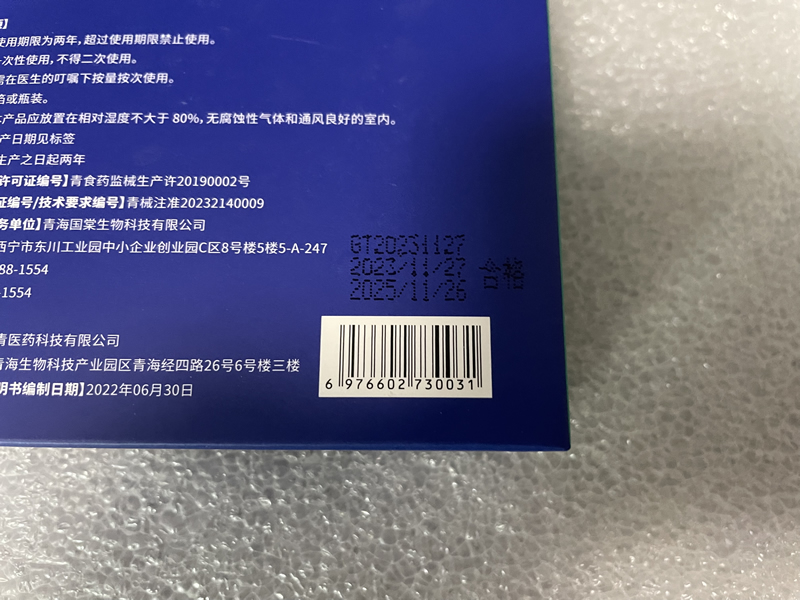 】
使用期限为两年，超过使用期限禁止使用。
次性使用，不得二次使用。
在医生的叮嘱下按量按次使用。
或瓶装。
产品应放置在相对湿度不大于 80%，无腐蚀性气体和通风良好的室内。
产日期见标签
生产之日起两年
许可证编号】青食药监械生产许20190002号
证编号/技术要求编号】青械注准20232140009
务单位】青海国棠生物科技有限公司
西宁市东川工业园中小企业创业园C区8号楼5楼5-A-247
88-1554
-1554
青医药科技有限公司
青海生物科技产业园区青海经四路26号6号楼三楼
明书编制日期】2022年06月30日
GT20231127
2023/11/27 合格
2025/11/26
6 976602 730031